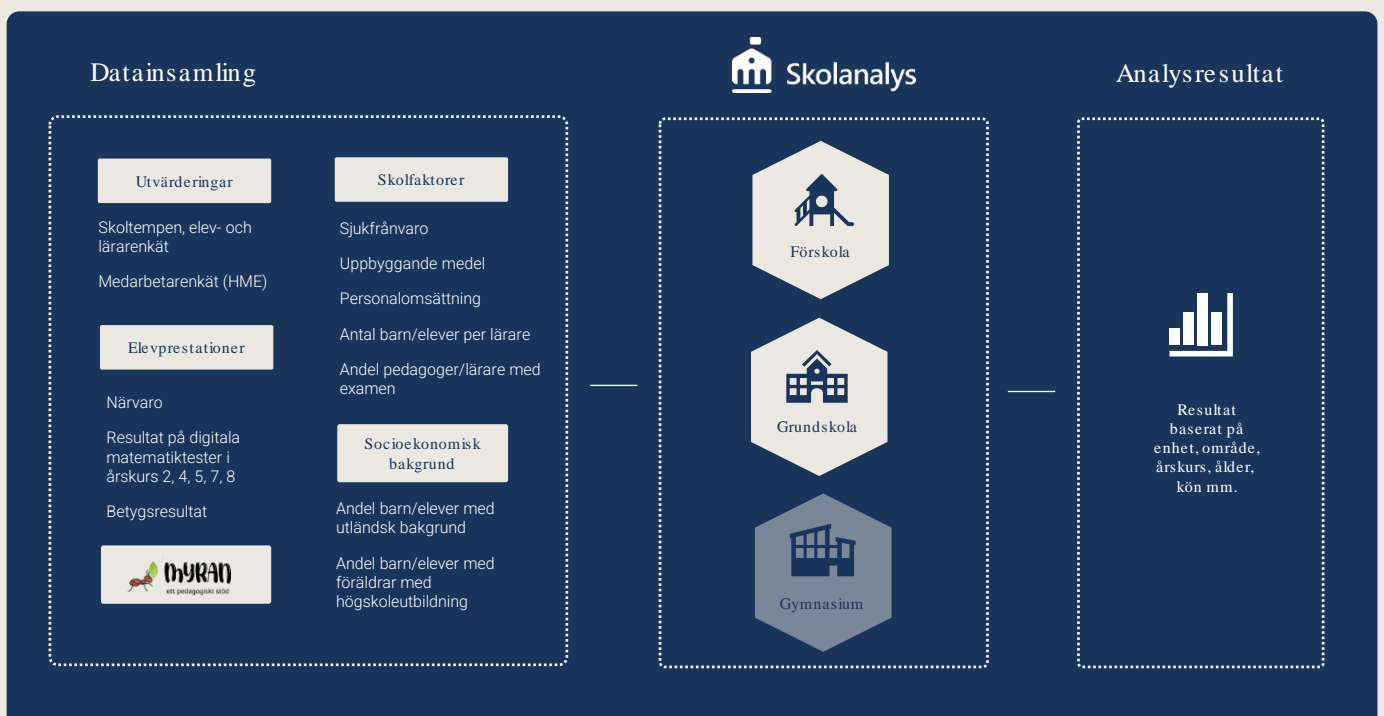 Datainsamling
Utvärderingar
Skoltempen, elev- och
lärarenkät
Medarbetarenkät (HME)
Elevprestationer
Närvaro
Resultat på digitala
matematiktester i
årskurs 2, 4, 5, 7, 8
Betygsresultat
MYRAN
ett pedagogiskt stöd
Skolfaktorer
Sjukfrånvaro
Uppbyggande medel
Personalomsättning
Antal barn/elever per lärare
Andel pedagoger/lärare med
examen
Socioekonomisk
bakgrund
Andel barn/elever med
utländsk bakgrund
Andel barn/elever med
föräldrar med
högskoleutbildning
Skolanalys
Förskola
Grundskola
Gymnasium
Analysresultat
Resultat
baserat på
enhet, område,
årskurs, ålder,
kön mm.